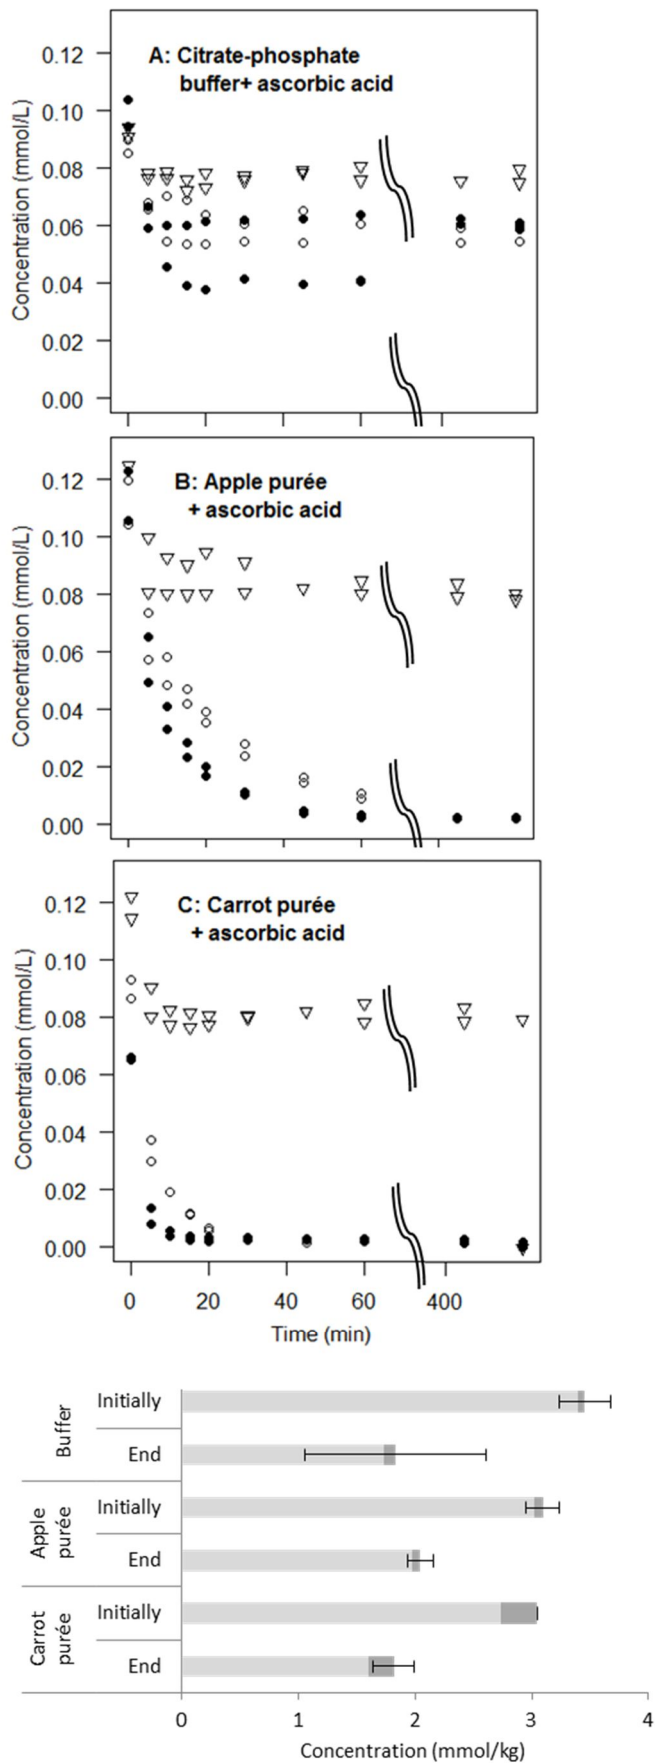 A: Citrate-phosphate
buffer+ ascorbic acid
Concentration (mmol/L)
0.12
0.10
0.08
0.06
0.04
0.02
0.00
B: Apple purée
+ ascorbic acid
Concentration (mmol/L)
0.12
0.10
0.08
0.06
0.04
0.02
0.00
C: Carrot purée
+ ascorbic acid
Concentration (mmol/L)
0.12
0.10
0.08
0.06
0.04
0.02
0.00
0 20 40 60 400
Time (min)
Buffer
Initially
End
Apple
purée
Initially
End
Carrot
purée
Initially
End
0 1 2 3 4
Concentration (mmol/kg)